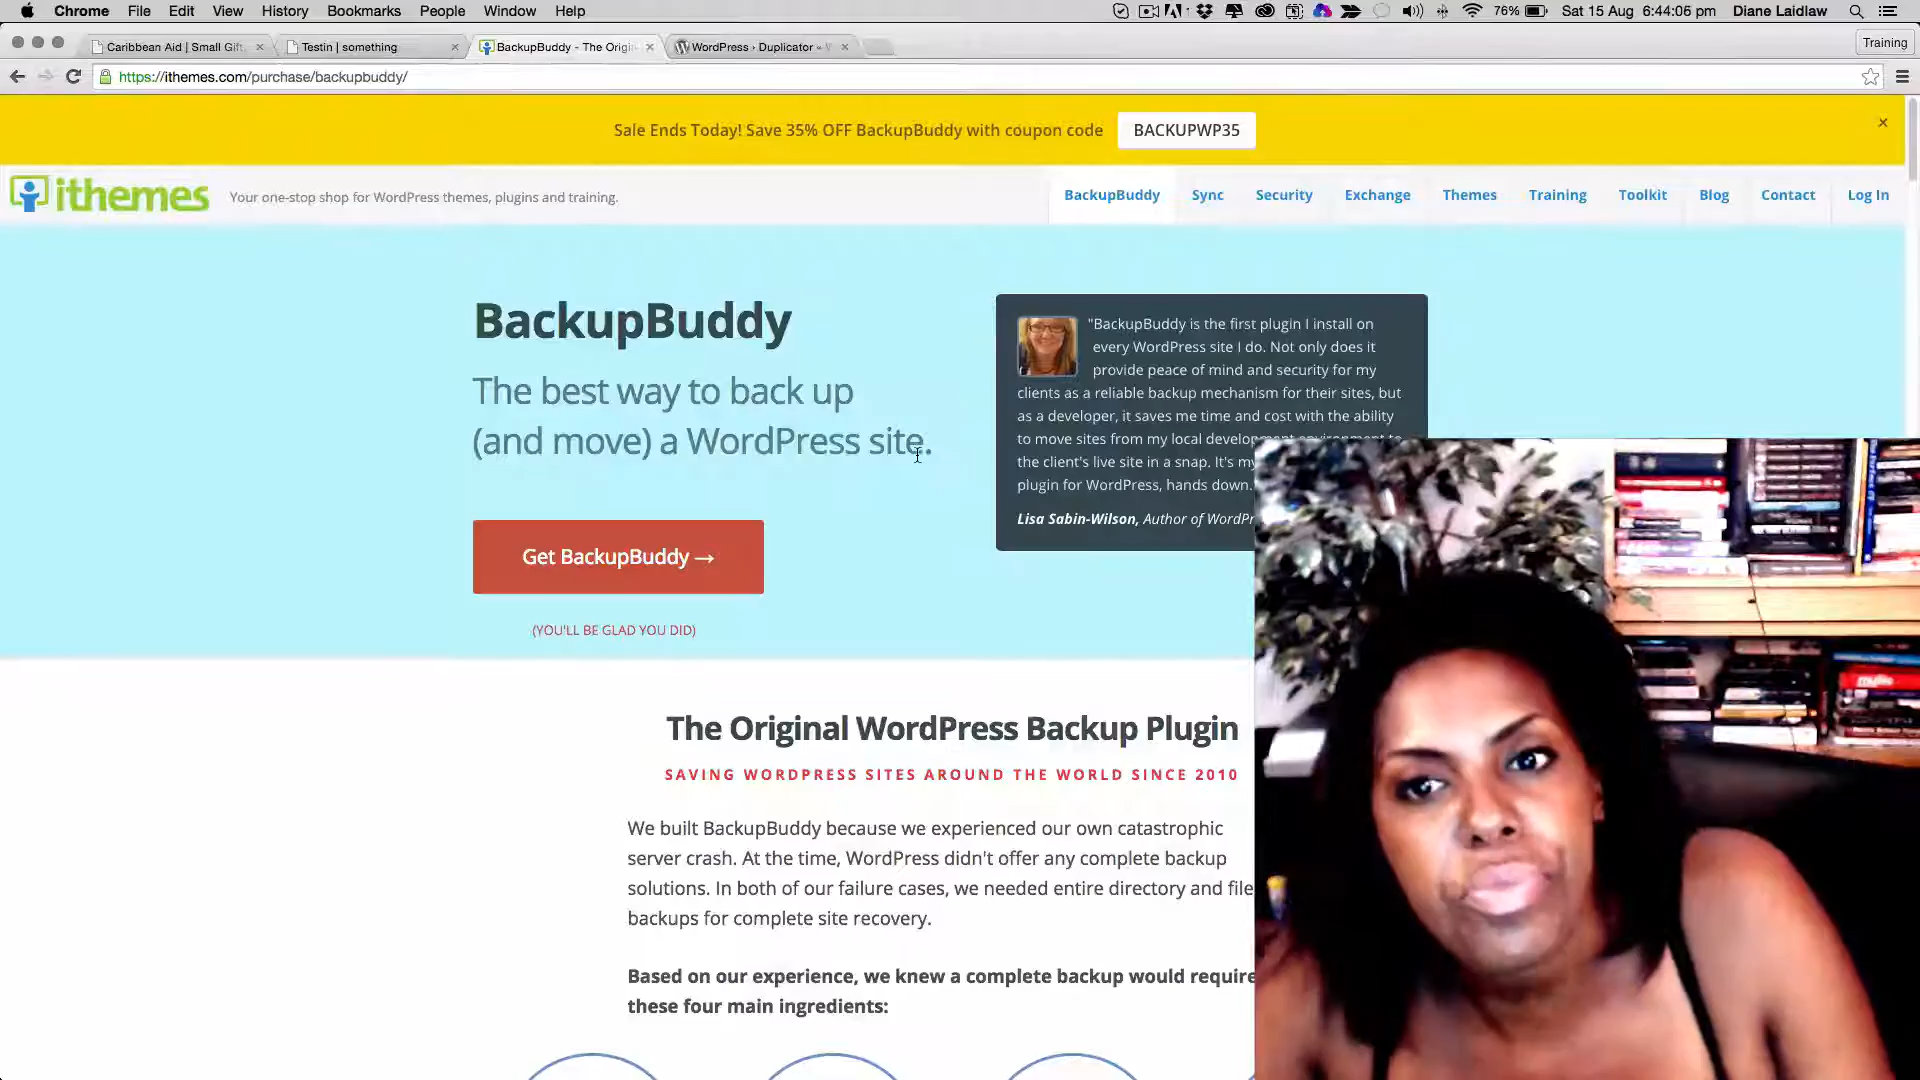 Chrome File Edit View History Bookmarks People Window Help 76% Sat 15 Aug 6:44:06 pm Diane Laidlaw
Caribbean Aid | Small Gift. Testin | something BackupBuddy - The Origi WordPress › Duplicator « Training
https://ithemes.com/purchase/backupbuddy/
Sale Ends Today! Save 35% OFF BackupBuddy with coupon code BACKUPWP35 ×
ithemes Your one-stop shop for WordPress themes, plugins and training. BackupBuddy Sync Security Exchange Themes Training Toolkit Blog Contact Log In
BackupBuddy
The best way to back up
(and move) a WordPress site.
Get BackupBuddy →
(YOU'LL BE GLAD YOU DID)
"BackupBuddy is the first plugin I install on
every WordPress site I do. Not only does it
provide peace of mind and security for my
clients as a reliable backup mechanism for their sites, but
as a developer, it saves me time and cost with the ability
to move sites from my local development environment to
the client's live site in a snap. It's my
plugin for WordPress, hands down.
Lisa Sabin-Wilson, Author of WordPr
The Original WordPress Backup Plugin
SAVING WORDPRESS SITES AROUND THE WORLD SINCE 2010
We built BackupBuddy because we experienced our own catastrophic
server crash. At the time, WordPress didn't offer any complete backup
solutions. In both of our failure cases, we needed entire directory and file
backups for complete site recovery.
Based on our experience, we knew a complete backup would require
these four main ingredients: